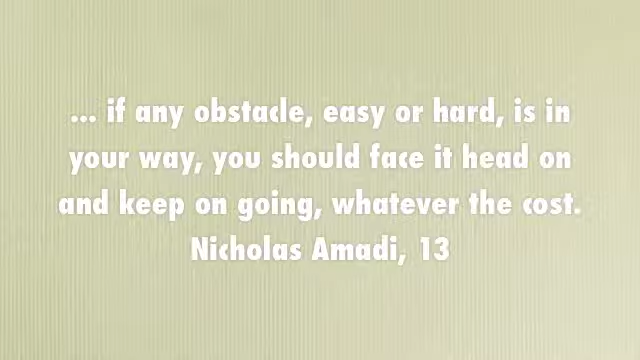 ... if any obstacle, easy or hard, is in
your way, you should face it head on
and keep on going, whatever the cost.
Nicholas Amadi, 13